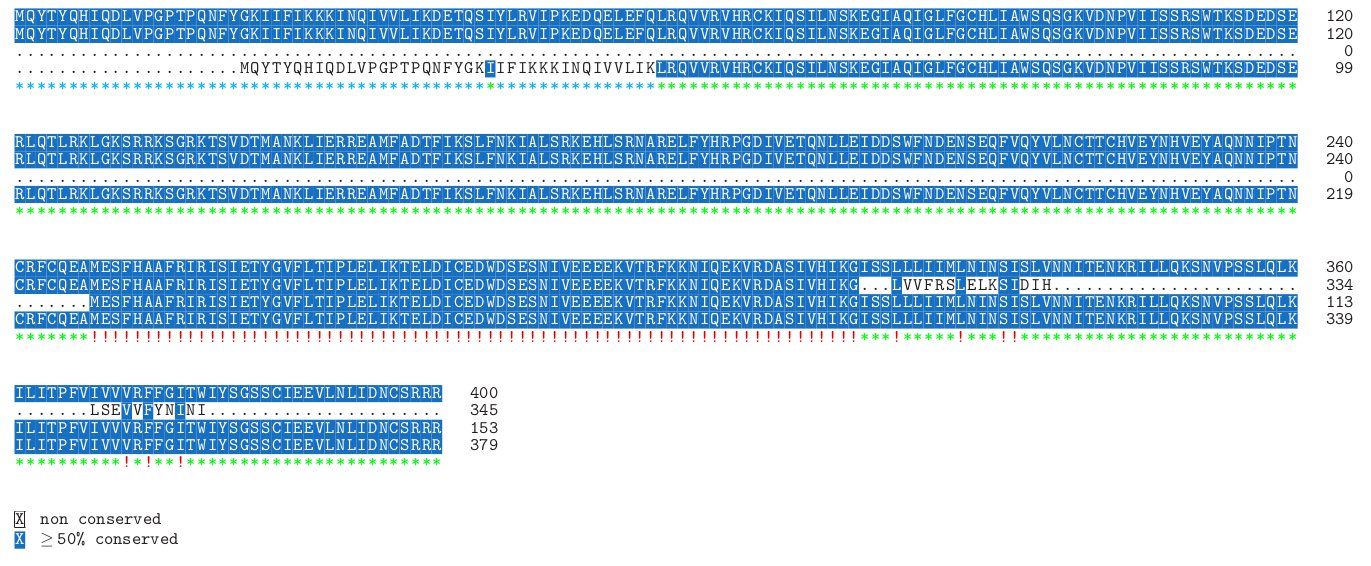 MQYTYQHIQDLVPGPTPQNFYGKIIFIKKKINQIVVLIKDETQSIYLRVIPKEDQELEFQLRQVVRVHRCKIQSILNSKEGIAQIGLFGCHLIAWSQSGKVDNPVIISSRSWTKSDEDSE 120
MQYTYQHIQDLVPGPTPQNFYGKIIFIKKKINQIVVLIKDETQSIYLRVIPKEDQELEFQLRQVVRVHRCKIQSILNSKEGIAQIGLFGCHLIAWSQSGKVDNPVIISSRSWTKSDEDSE 120
........................................................................................................................ 0
.....................MQYTYQHIQDLVPGPTPQNFYGKIIFIKKKINQIVVLIKLRQVVRVHRCKIQSILNSKEGIAQIGLFGCHLIAWSQSGKVDNPVIISSRSWTKSDEDSE 99
************************************************************************************************************************
RLQTLRKLGKSRRKSGRKTSVDTMANKLIERREAMFADTFIKSLFNKIALSRKEHLSRNARELFYHRPGDIVETQNLLEIDDSWFNDENSEQFVQYVLNCTTCHVEYNHVEYAQNNIPTN 240
RLQTLRKLGKSRRKSGRKTSVDTMANKLIERREAMFADTFIKSLFNKIALSRKEHLSRNARELFYHRPGDIVETQNLLEIDDSWFNDENSEQFVQYVLNCTTCHVEYNHVEYAQNNIPTN 240
........................................................................................................................ 0
RLQTLRKLGKSRRKSGRKTSVDTMANKLIERREAMFADTFIKSLFNKIALSRKEHLSRNARELFYHRPGDIVETQNLLEIDDSWFNDENSEQFVQYVLNCTTCHVEYNHVEYAQNNIPTN 219
************************************************************************************************************************
CRFCQEAMESFHAAFRIRISIETYGVFLTIPLELIKTELDICEDWDSESNIVEEEEKVTRFKKNIQEKVRDASIVHIKGISSLLLIIMLNINSISLVNNITENKRILLQKSNVPSSLQLK 360
CRFCQEAMESFHAAFRIRISIETYGVFLTIPLELIKTELDICEDWDSESNIVEEEEKVTRFKKNIQEKVRDASIVHIKG...LVVFRSLELKSIDIH....................... 334
.......MESFHAAFRIRISIETYGVFLTIPLELIKTELDICEDWDSESNIVEEEEKVTRFKKNIQEKVRDASIVHIKGISSLLLIIMLNINSISLVNNITENKRILLQKSNVPSSLQLK 113
CRFCQEAMESFHAAFRIRISIETYGVFLTIPLELIKTELDICEDWDSESNIVEEEEKVTRFKKNIQEKVRDASIVHIKGISSLLLIIMLNINSISLVNNITENKRILLQKSNVPSSLQLK 339
*******!!!!!!!!!!!!!!!!!!!!!!!!!!!!!!!!!!!!!!!!!!!!!!!!!!!!!!!!!!!!!!!!!!!!!!!!***!*****!***!!**************************
ILITPFVIVVVRFFGITWIYSGSSCIEEVLNLIDNCSRRR 400
.......LSEVVFYNINI...................... 345
ILITPFVIVVVRFFGITWIYSGSSCIEEVLNLIDNCSRRR 153
ILITPFVIVVVRFFGITWIYSGSSCIEEVLNLIDNCSRRR 379
**********!*!**!************************
X non conserved
X ≥50% conserved